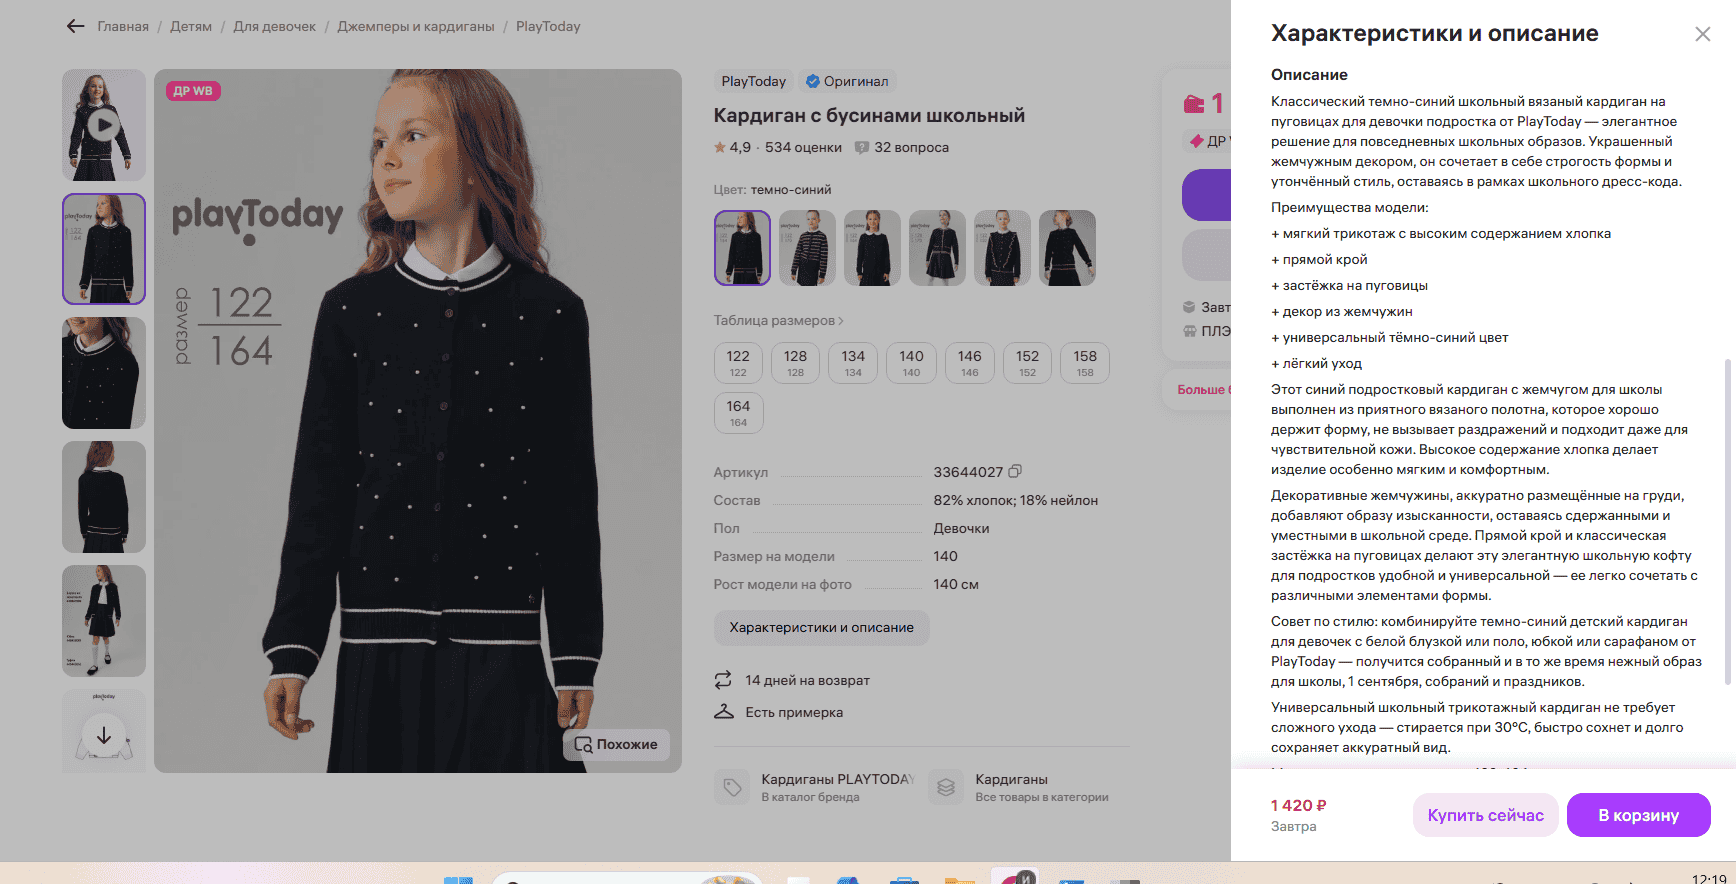 Главная / Детям / Для девочек / Джемперы и кардиганы / PlayToday
ДР WB
playToday
размер
122
164
Похожие
PlayToday
Оригинал
Кардиган с бусинами школьный
4,9 · 534 оценки
32 вопроса
Цвет: темно-синий
Таблица размеров
122
122
128
128
134
134
140
140
146
146
152
152
158
158
164
164
Артикул 33644027
Состав 82% хлопок; 18% нейлон
Пол Девочки
Размер на модели 140
Рост модели на фото 140 см
Характеристики и описание
14 дней на возврат
Есть примерка
Кардиганы PLAYTODAY
В каталог бренда
Кардиганы
Все товары в категории
1
ДР
Завт
ПЛЭ
Больше
Характеристики и описание
Описание
Классический темно-синий школьный вязаный кардиган на
пуговицах для девочки подростка от PlayToday — элегантное
решение для повседневных школьных образов. Украшенный
жемчужным декором, он сочетает в себе строгость формы и
утончённый стиль, оставаясь в рамках школьного дресс-кода.
Преимущества модели:
+ мягкий трикотаж с высоким содержанием хлопка
+ прямой крой
+ застёжка на пуговицы
+ декор из жемчужин
+ универсальный тёмно-синий цвет
+ лёгкий уход
Этот синий подростковый кардиган с жемчугом для школы
выполнен из приятного вязаного полотна, которое хорошо
держит форму, не вызывает раздражений и подходит даже для
чувствительной кожи. Высокое содержание хлопка делает
изделие особенно мягким и комфортным.
Декоративные жемчужины, аккуратно размещённые на груди,
добавляют образу изысканности, оставаясь сдержанными и
уместными в школьной среде. Прямой крой и классическая
застёжка на пуговицах делают эту элегантную школьную кофту
для подростков удобной и универсальной — ее легко сочетать с
различными элементами формы.
Совет по стилю: комбинируйте темно-синий детский кардиган
для девочек с белой блузкой или поло, юбкой или сарафаном от
PlayToday — получится собранный и в то же время нежный образ
для школы, 1 сентября, собраний и праздников.
Универсальный школьный трикотажный кардиган не требует
сложного ухода — стирается при 30°C, быстро сохнет и долго
сохраняет аккуратный вид.
1 420 ₽
Завтра
Купить сейчас
В корзину
12:19